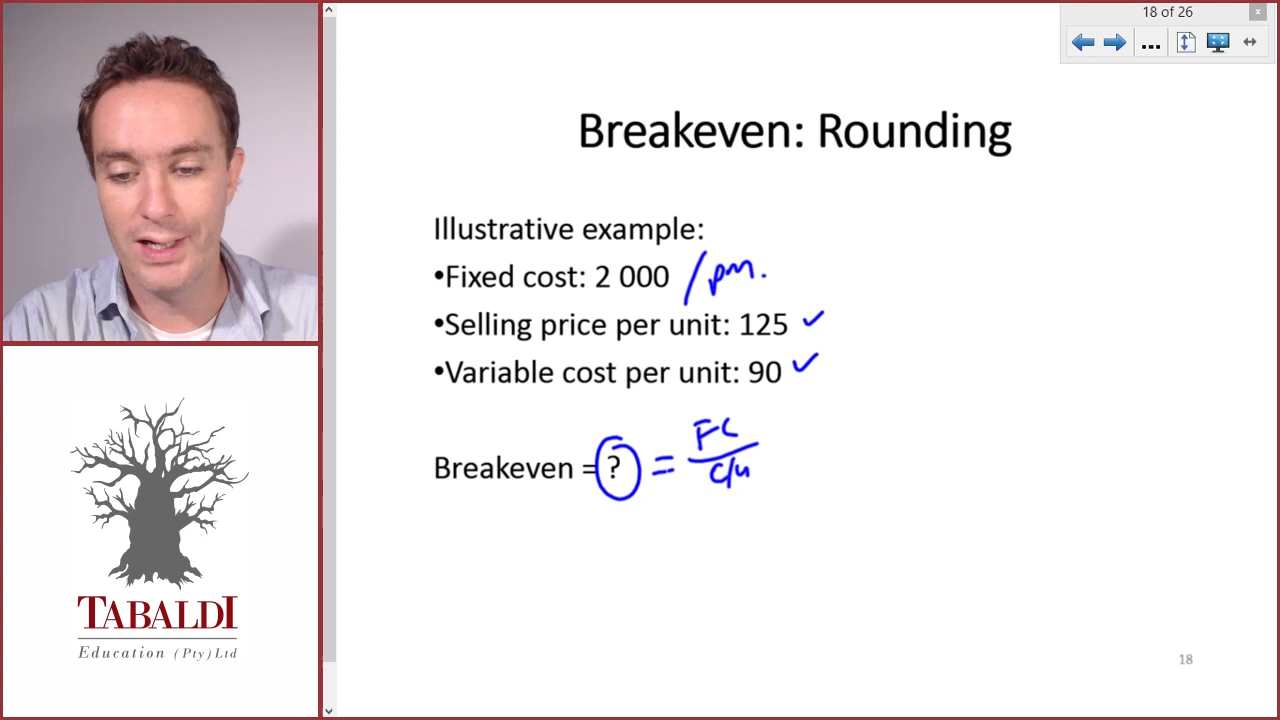 18 of 26
Breakeven: Rounding
Illustrative example:
•Fixed cost: 2 000 /pm.
•Selling price per unit: 125 ✓
•Variable cost per unit: 90 ✓
Breakeven = ? = FC
c/u
TABALDI
Education (Pty) Ltd
18